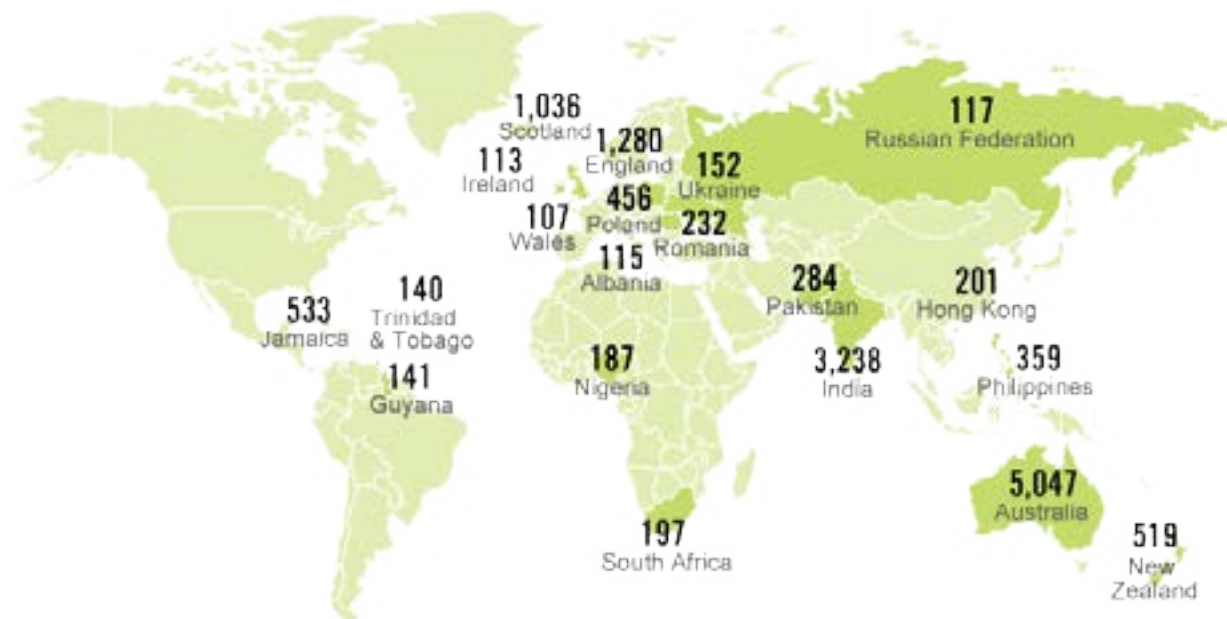 1,036
Scotland
1,280
England
113
Ireland
152
Ukraine
117
Russian Federation
107
Wales
456
Poland
232
Romania
115
Albania
284
Pakistan
201
Hong Kong
533
Jamaica
140
Trinidad
& Tobago
141
Guyana
187
Nigeria
3,238
India
359
Philippines
197
South Africa
5,047
Australia
519
New
Zealand